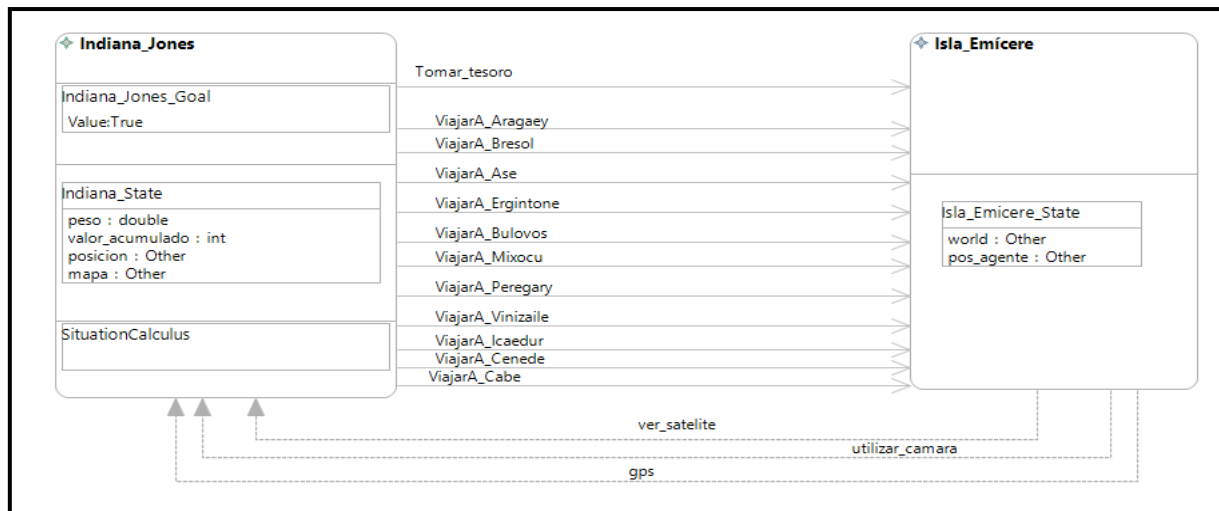 Indiana_Jones
Indiana_Jones_Goal
Value:True
Indiana_State
peso : double
valor_acumulado : int
posicion : Other
mapa : Other
SituationCalculus
Tomar_tesoro
ViajarA_Aragaey
ViajarA_Bresol
ViajarA_Ase
ViajarA_Ergintone
ViajarA_Bulovos
ViajarA_Mixocu
ViajarA_Peregary
ViajarA_Vinizaile
ViajarA_Icaedur
ViajarA_Cenede
ViajarA_Cabe
Isla_Emícere
Isla_Emicere_State
world : Other
pos_agente : Other
ver_satelite
utilizar_camara
gps